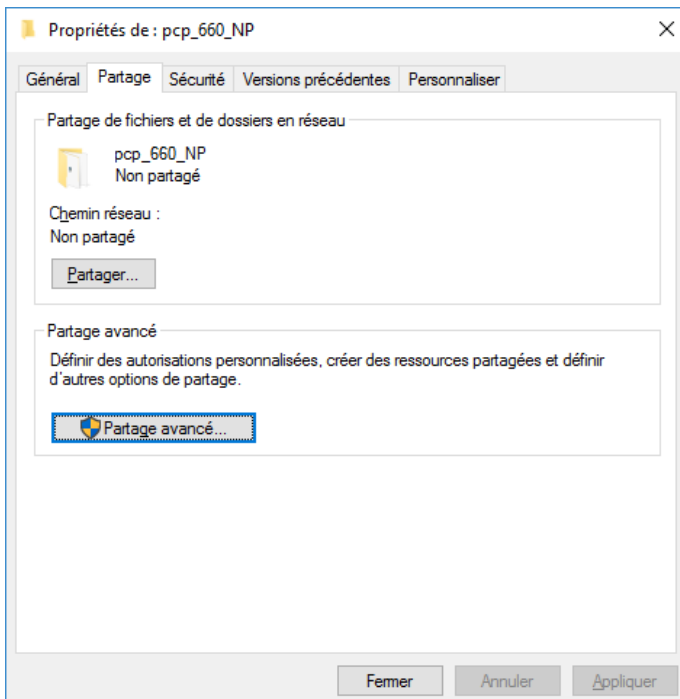 Propriétés de : pcp_660_NP
Général
Partage
Sécurité
Versions précédentes
Personnaliser
Partage de fichiers et de dossiers en réseau
pcp_660_NP
Non partagé
Chemin réseau :
Non partagé
Partager...
Partage avancé
Définir des autorisations personnalisées, créer des ressources partagées et définir
d'autres options de partage.
Partage avancé...
Fermer
Annuler
Appliquer